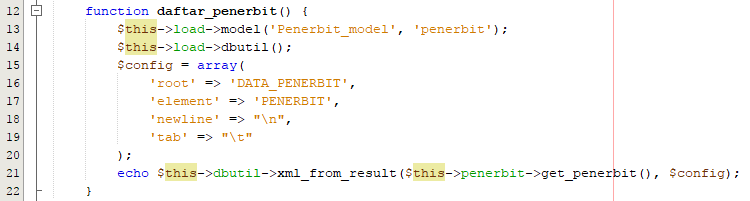 12 function daftar_penerbit() {
13 $this->load->model('Penerbit_model', 'penerbit');
14 $this->load->dbutil();
15 $config = array(
16 'root' => 'DATA_PENERBIT',
17 'element' => 'PENERBIT',
18 'newline' => "\n",
19 'tab' => "\t"
20 );
21 echo $this->dbutil->xml_from_result($this->penerbit->get_penerbit(), $config);
22 }